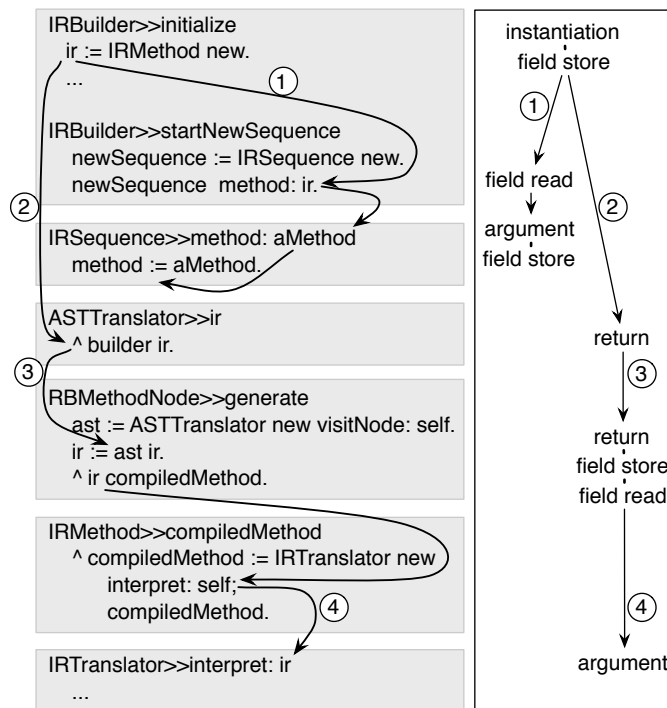 IRBuilder>>initialize
ir := IRMethod new.
...
1
IRBuilder>>startNewSequence
newSequence := IRSequence new.
newSequence method: ir.
2
IRSequence>>method: aMethod
method := aMethod.
ASTTranslator>>ir
^ builder ir.
3
RBMethodNode>>generate
ast := ASTTranslator new visitNode: self.
ir := ast ir.
^ ir compiledMethod.
IRMethod>>compiledMethod
^ compiledMethod := IRTranslator new
interpret: self;
compiledMethod.
4
IRTranslator>>interpret: ir
...
instantiation
field store
1
field read
2
argument
field store
return
3
return
field store
field read
4
argument